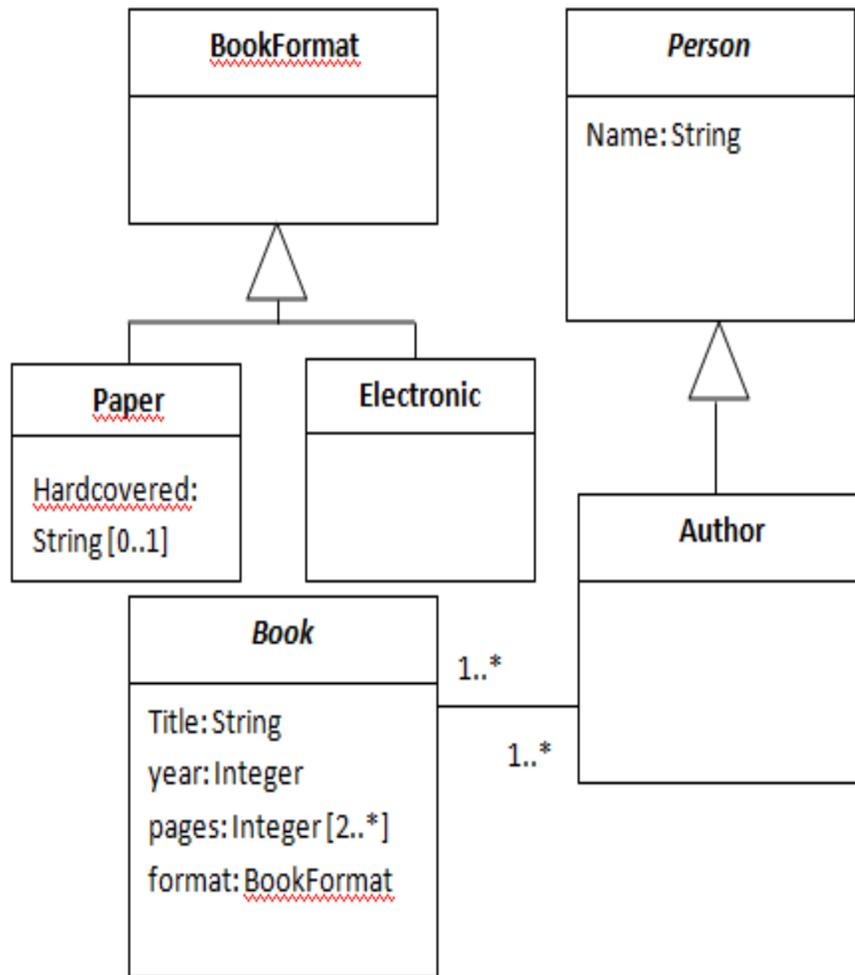 BookFormat
Person
Name: String
Paper
Electronic
Hardcovered:
String [0..1]
Author
Book
1..*
Title: String
year: Integer
1..*
pages: Integer [2..*]
format: BookFormat